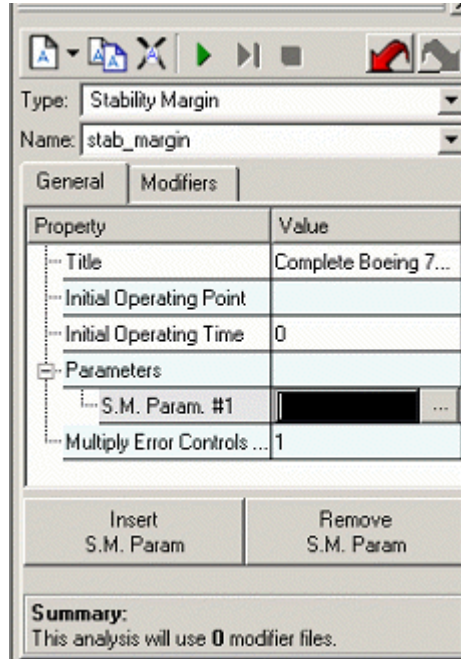 Type: Stability Margin
Name: stab_margin
General Modifiers
Property Value
Title Complete Boeing 7...
Initial Operating Point
Initial Operating Time 0
Parameters
S.M. Param. #1 ...
Multiply Error Controls ... 1
Insert Remove
S.M. Param S.M. Param
Summary:
This analysis will use 0 modifier files.